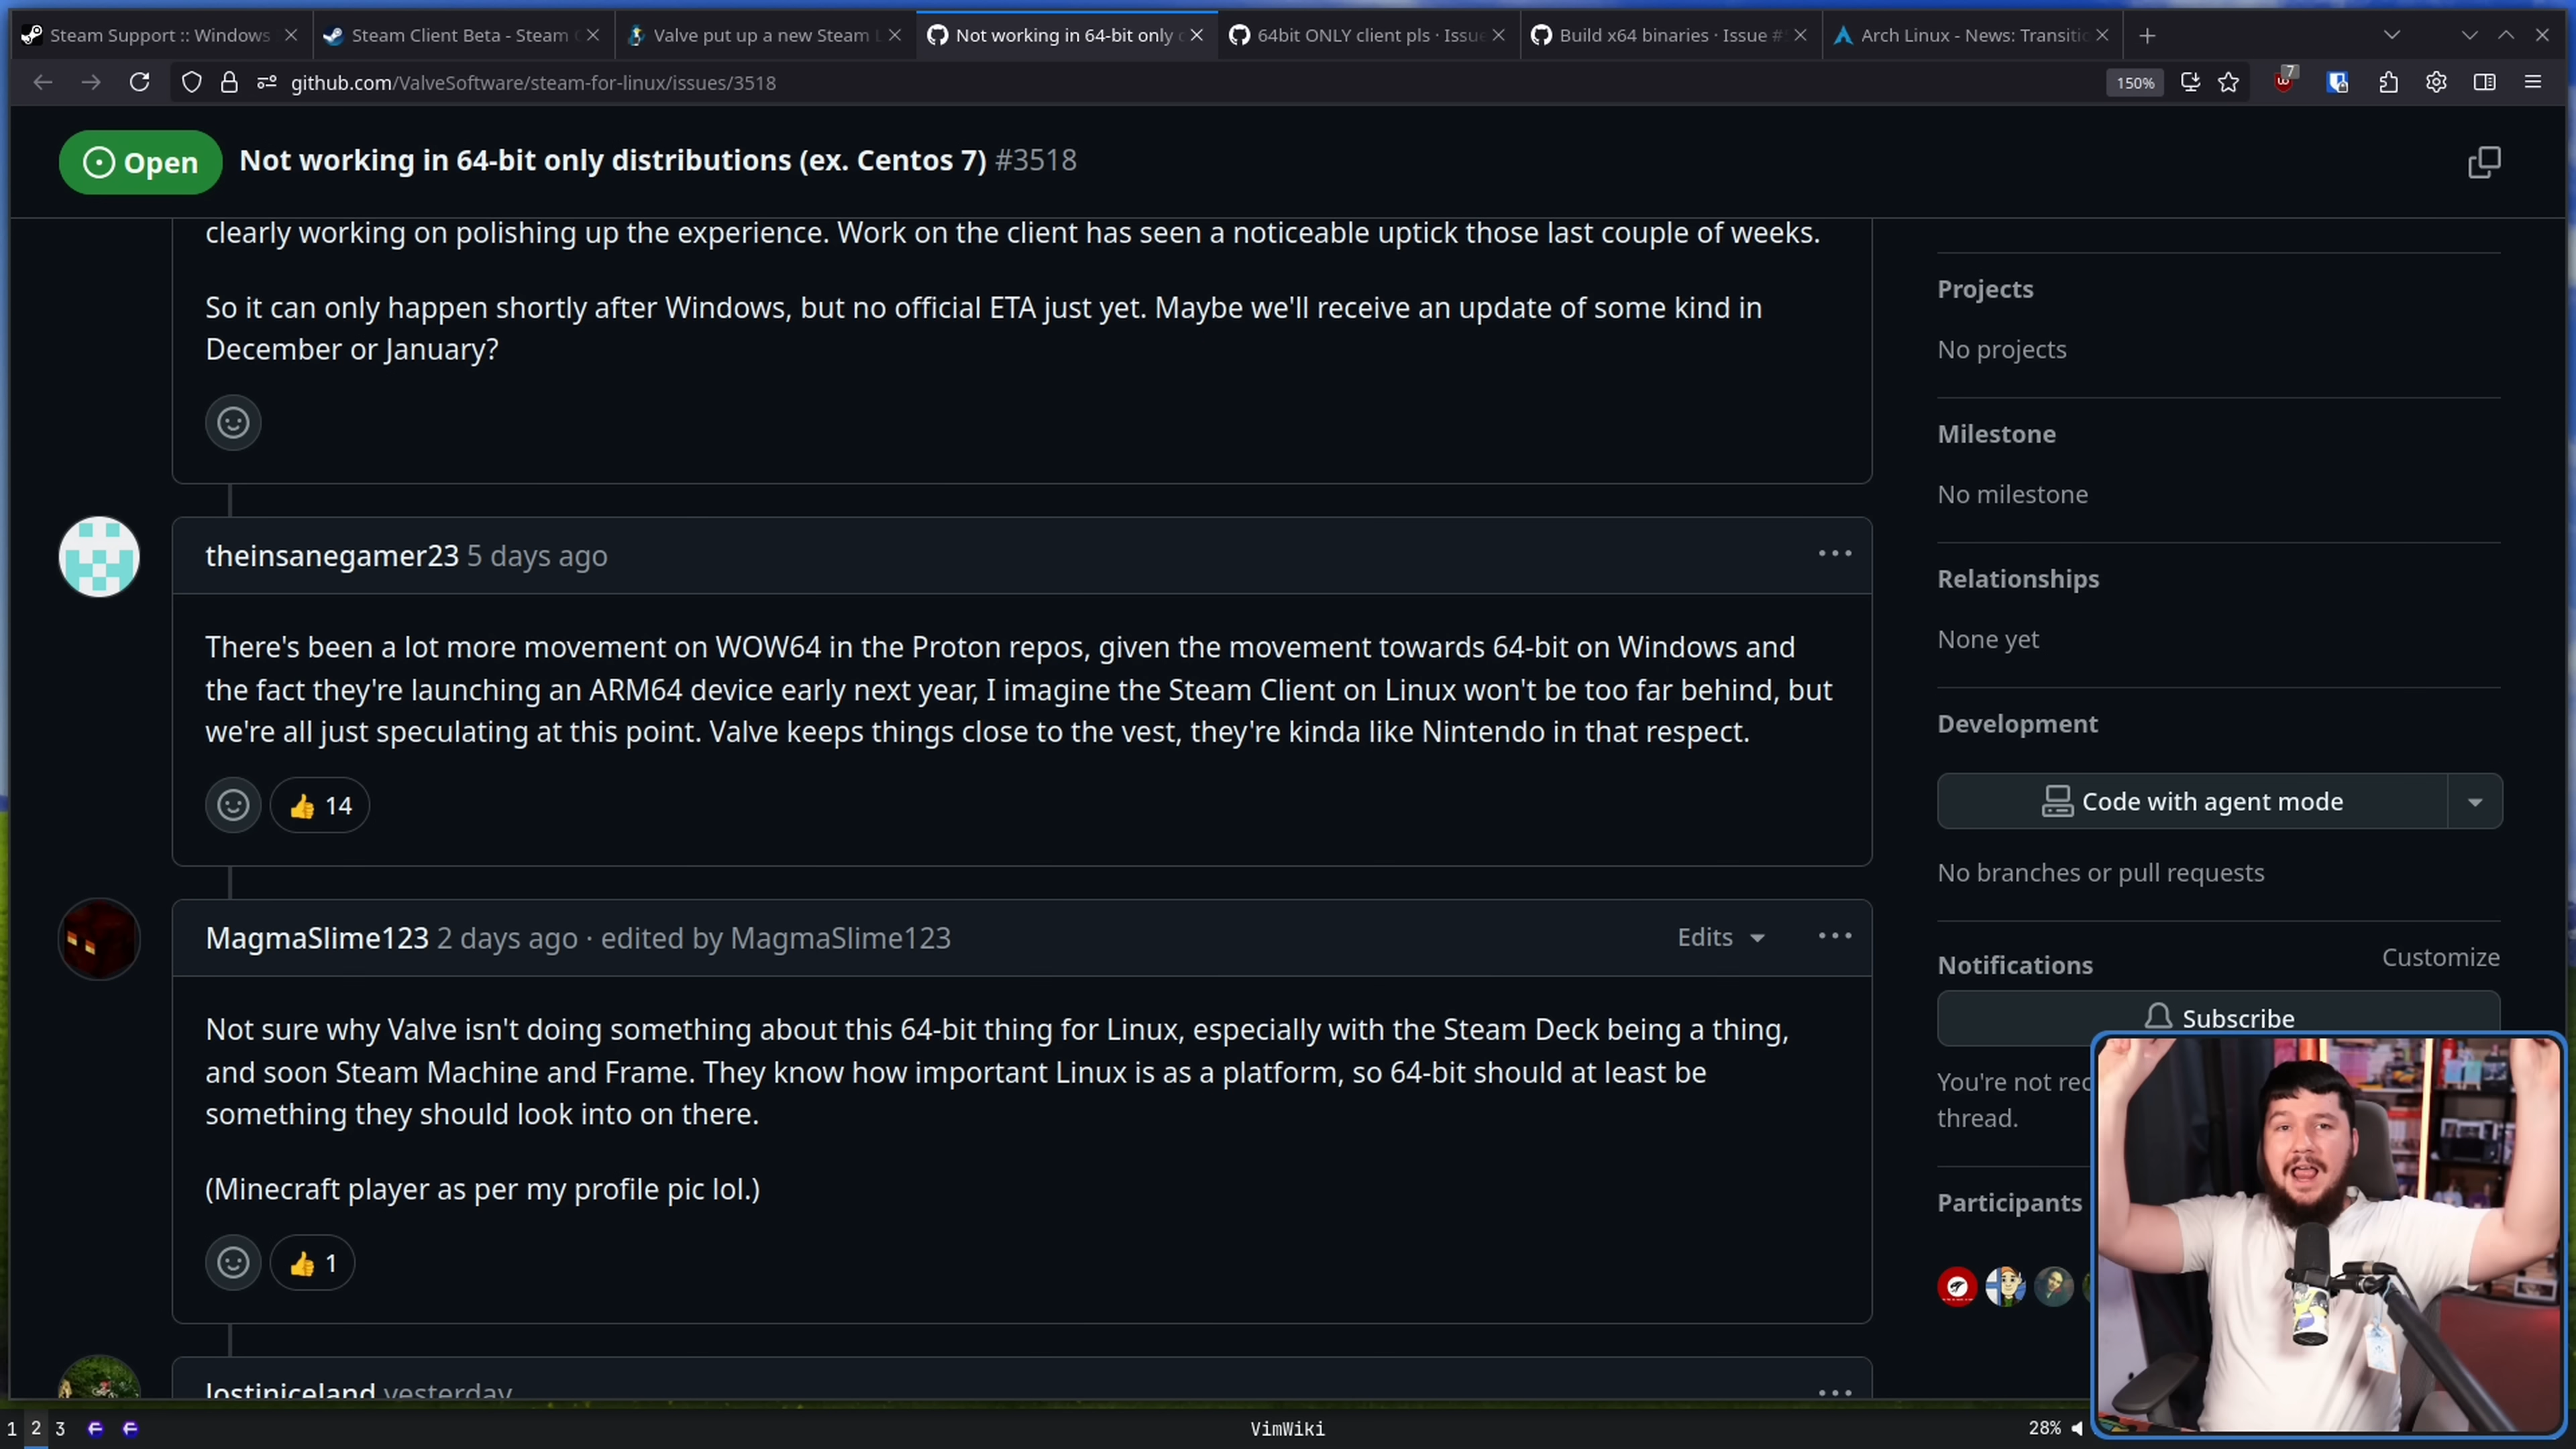 Steam Support :: Windows
Steam Client Beta - Steam
Valve put up a new Steam
Not working in 64-bit only
64bit ONLY client pls · Issue
Build x64 binaries · Issue #
Arch Linux - News: Transiti
github.com/ValveSoftware/steam-for-linux/issues/3518
150%
7
Open
Not working in 64-bit only distributions (ex. Centos 7) #3518
clearly working on polishing up the experience. Work on the client has seen a noticeable uptick those last couple of weeks.
So it can only happen shortly after Windows, but no official ETA just yet. Maybe we'll receive an update of some kind in
December or January?
theinsanegamer23 5 days ago
There's been a lot more movement on WOW64 in the Proton repos, given the movement towards 64-bit on Windows and
the fact they're launching an ARM64 device early next year, I imagine the Steam Client on Linux won't be too far behind, but
we're all just speculating at this point. Valve keeps things close to the vest, they're kinda like Nintendo in that respect.
14
MagmaSlime123 2 days ago · edited by MagmaSlime123
Edits
Not sure why Valve isn't doing something about this 64-bit thing for Linux, especially with the Steam Deck being a thing,
and soon Steam Machine and Frame. They know how important Linux is as a platform, so 64-bit should at least be
something they should look into on there.
(Minecraft player as per my profile pic lol.)
1
lostiniceland yesterday
Projects
No projects
Milestone
No milestone
Relationships
None yet
Development
Code with agent mode
No branches or pull requests
Notifications
Customize
Subscribe
You're not
thread.
Participants
1 2 3
VimWiki
28%